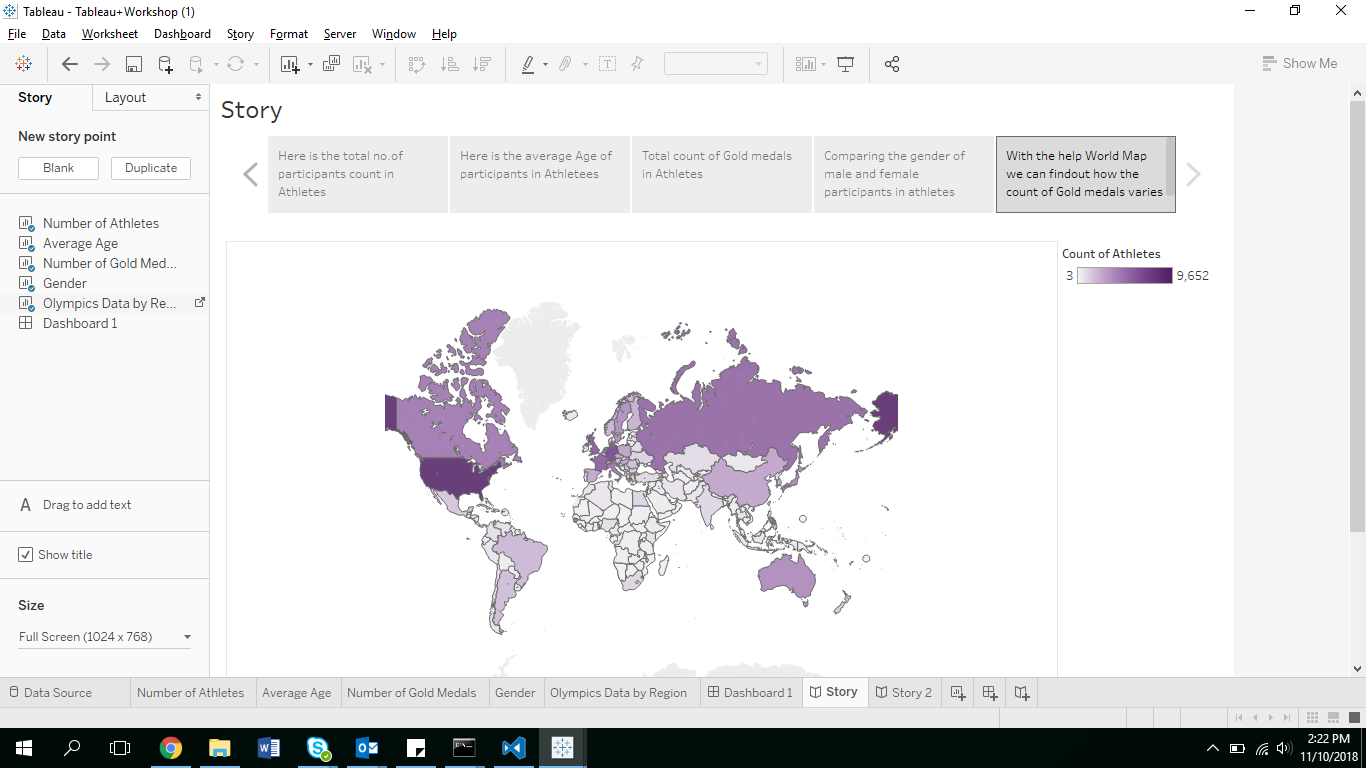 Tableau - Tableau+Workshop (1)
File Data Worksheet Dashboard Story Format Server Window Help
Show Me
Story
Layout
New story point
Blank
Duplicate
Number of Athletes
Average Age
Number of Gold Med...
Gender
Olympics Data by Re...
Dashboard 1
A Drag to add text
Show title
Size
Full Screen (1024 x 768)
Story
Here is the total no.of
participants count in
Athletes
Here is the average Age of
participants in Athletees
Total count of Gold medals
in Athletes
Comparing the gender of
male and female
participants in athletes
With the help World Map
we can findout how the
count of Gold medals varies
Count of Athletes
3 9,652
Data Source Number of Athletes Average Age Number of Gold Medals Gender Olympics Data by Region Dashboard 1 Story Story 2
2:22 PM
11/10/2018